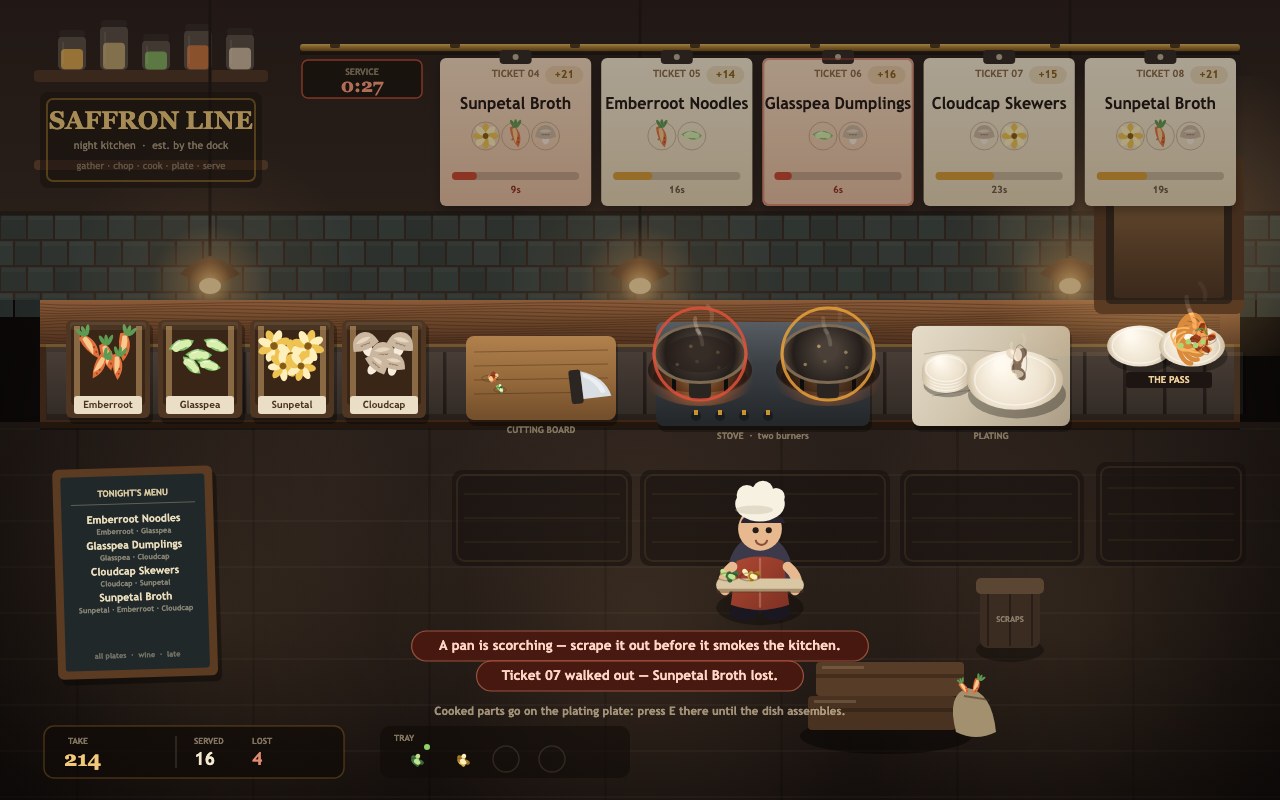 SAFFRON LINE
night kitchen · est. by the dock
gather · chop · cook · plate · serve
SERVICE
0:27
TICKET 04 +21
Sunpetal Broth
9s
TICKET 05 +14
Emberroot Noodles
16s
TICKET 06 +16
Glasspea Dumplings
6s
TICKET 07 +15
Cloudcap Skewers
23s
TICKET 08 +21
Sunpetal Broth
19s
Emberroot
Glasspea
Sunpetal
Cloudcap
CUTTING BOARD
STOVE · two burners
PLATING
THE PASS
TONIGHT'S MENU
Emberroot Noodles
Emberroot · Glasspea
Glasspea Dumplings
Glasspea · Cloudcap
Cloudcap Skewers
Cloudcap · Sunpetal
Sunpetal Broth
Sunpetal · Emberroot · Cloudcap
all plates · wine · late
SCRAPS
A pan is scorching — scrape it out before it smokes the kitchen.
Ticket 07 walked out — Sunpetal Broth lost.
Cooked parts go on the plating plate: press E there until the dish assembles.
TAKE
214
SERVED
16
LOST
4
TRAY